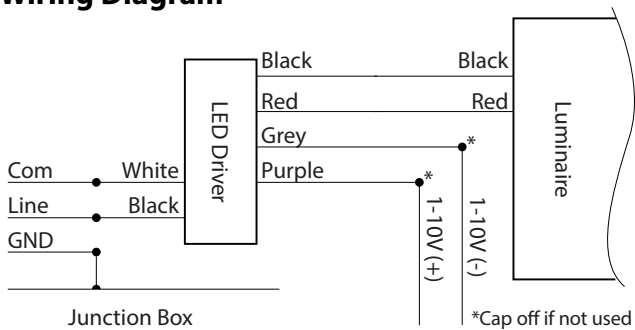 Wiring Diagram
Black
Black
Red
Red
Grey
*
Purple
*
Com
White
Line
Black
GND
LED Driver
Luminaire
1-10V (+)
1-10V (-)
Junction Box
*Cap off if not used